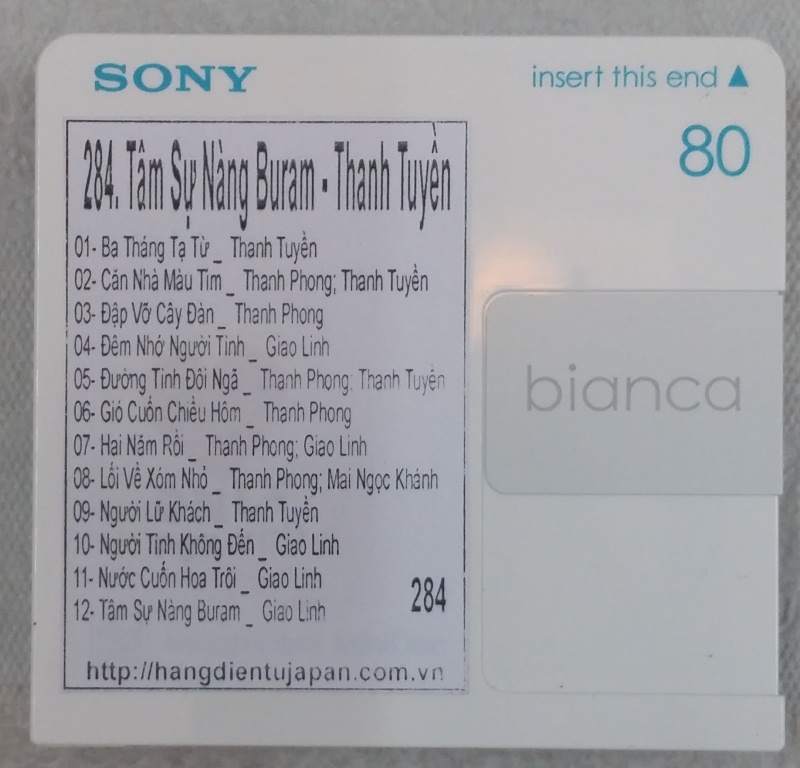 SONY
insert this end ▲
80
284. Tâm Sự Nàng Buram - Thanh Tuyền
01- Ba Tháng Tạ Từ _ Thanh Tuyền
02- Căn Nhà Màu Tím _ Thanh Phong; Thanh Tuyền
03- Đập Vỡ Cây Đàn _ Thanh Phong
04- Đêm Nhớ Người Tình _ Giao Linh
05- Đường Tình Đôi Ngã _ Thanh Phong; Thanh Tuyền
06- Gió Cuốn Chiều Hôm _ Thanh Phong
07- Hai Năm Rồi _ Thanh Phong; Giao Linh
08- Lối Về Xóm Nhỏ _ Thanh Phong; Mai Ngọc Khánh
09- Người Lữ Khách _ Thanh Tuyền
10- Người Tình Không Đến _ Giao Linh
11- Nước Cuốn Hoa Trôi _ Giao Linh
12- Tâm Sự Nàng Buram _ Giao Linh
284
http://hangdientujapan.com.vn
bianca